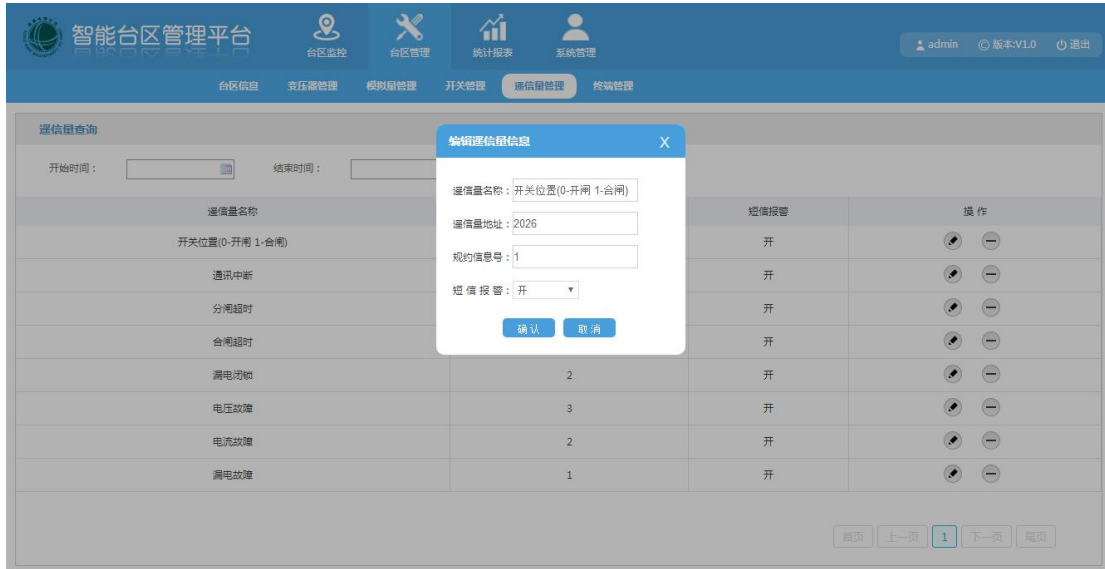 智能台区管理平台
台区监控 台区管理 统计报表 系统管理
admin ©版本:V1.0 退出
台区信息 变压器管理 模拟量管理 开关管理 遥信量管理 终端管理
遥信量查询
开始时间： 结束时间：
遥信量名称 短信报警 操作
开关位置(0-开闸 1-合闸) 开
通讯中断 开
分闸超时 开
合闸超时 开
漏电闭锁 2 开
电压故障 3 开
电流故障 2 开
漏电故障 1 开
首页 上一页 1 下一页 尾页
编辑遥信量信息 X
遥信量名称：开关位置(0-开闸 1-合闸)
遥信量地址：2026
规约信息号：1
短信报警：开
确认 取消